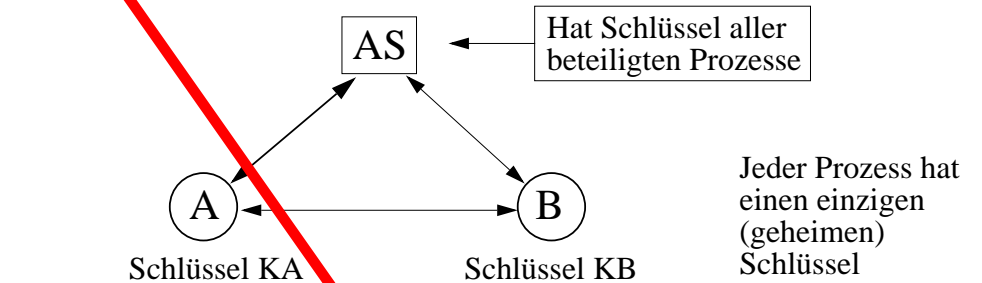 AS
Hat Schlüssel aller
beteiligten Prozesse
A
B
Schlüssel KA
Schlüssel KB
Jeder Prozess hat
einen einzigen
(geheimen)
Schlüssel